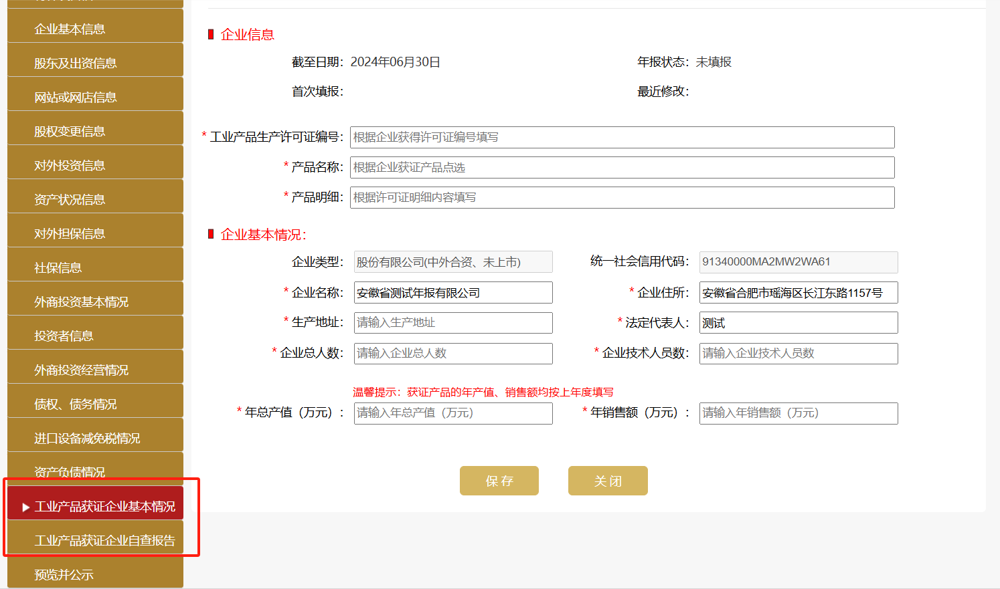 企业基本信息
股东及出资信息
网站或网店信息
股权变更信息
对外投资信息
资产状况信息
对外担保信息
社保信息
外商投资基本情况
投资者信息
外商投资经营情况
债权、债务情况
进口设备减免税情况
资产负债情况
工业产品获证企业基本情况
工业产品获证企业自查报告
预览并公示
企业信息
截至日期： 2024年06月30日 年报状态： 未填报
首次填报： 最近修改：
* 工业产品生产许可证编号： 根据企业获得许可证编号填写
* 产品名称： 根据企业获证产品点选
* 产品明细： 根据许可证明细内容填写
企业基本情况：
企业类型： 股份有限公司(中外合资、未上市) 统一社会信用代码： 91340000MA2MW2WA61
* 企业名称： 安徽省测试年报有限公司 * 企业住所： 安徽省合肥市瑶海区长江东路1157号
* 生产地址： 请输入生产地址 * 法定代表人： 测试
* 企业总人数： 请输入企业总人数 * 企业技术人员数： 请输入企业技术人员数
温馨提示：获证产品的年产值、销售额均按上年度填写
* 年总产值（万元）： 请输入年总产值（万元） * 年销售额（万元）： 请输入年销售额（万元）
保存 关闭